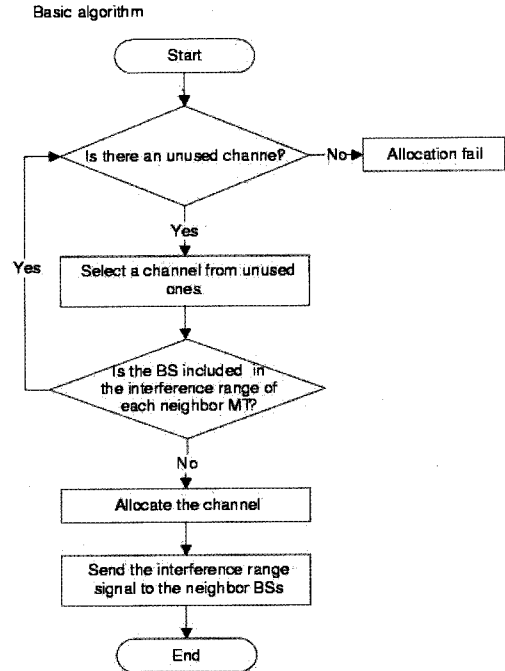 Basic algorithm
Start
Is there an unused channe?
No
Allocation fail
Yes
Select a channel from unused
ones.
Yes
Is the BS included in
the interference range of
each neighbor MT?
No
Allocate the channel
Send the interference range
signal to the neighbor BSs
End